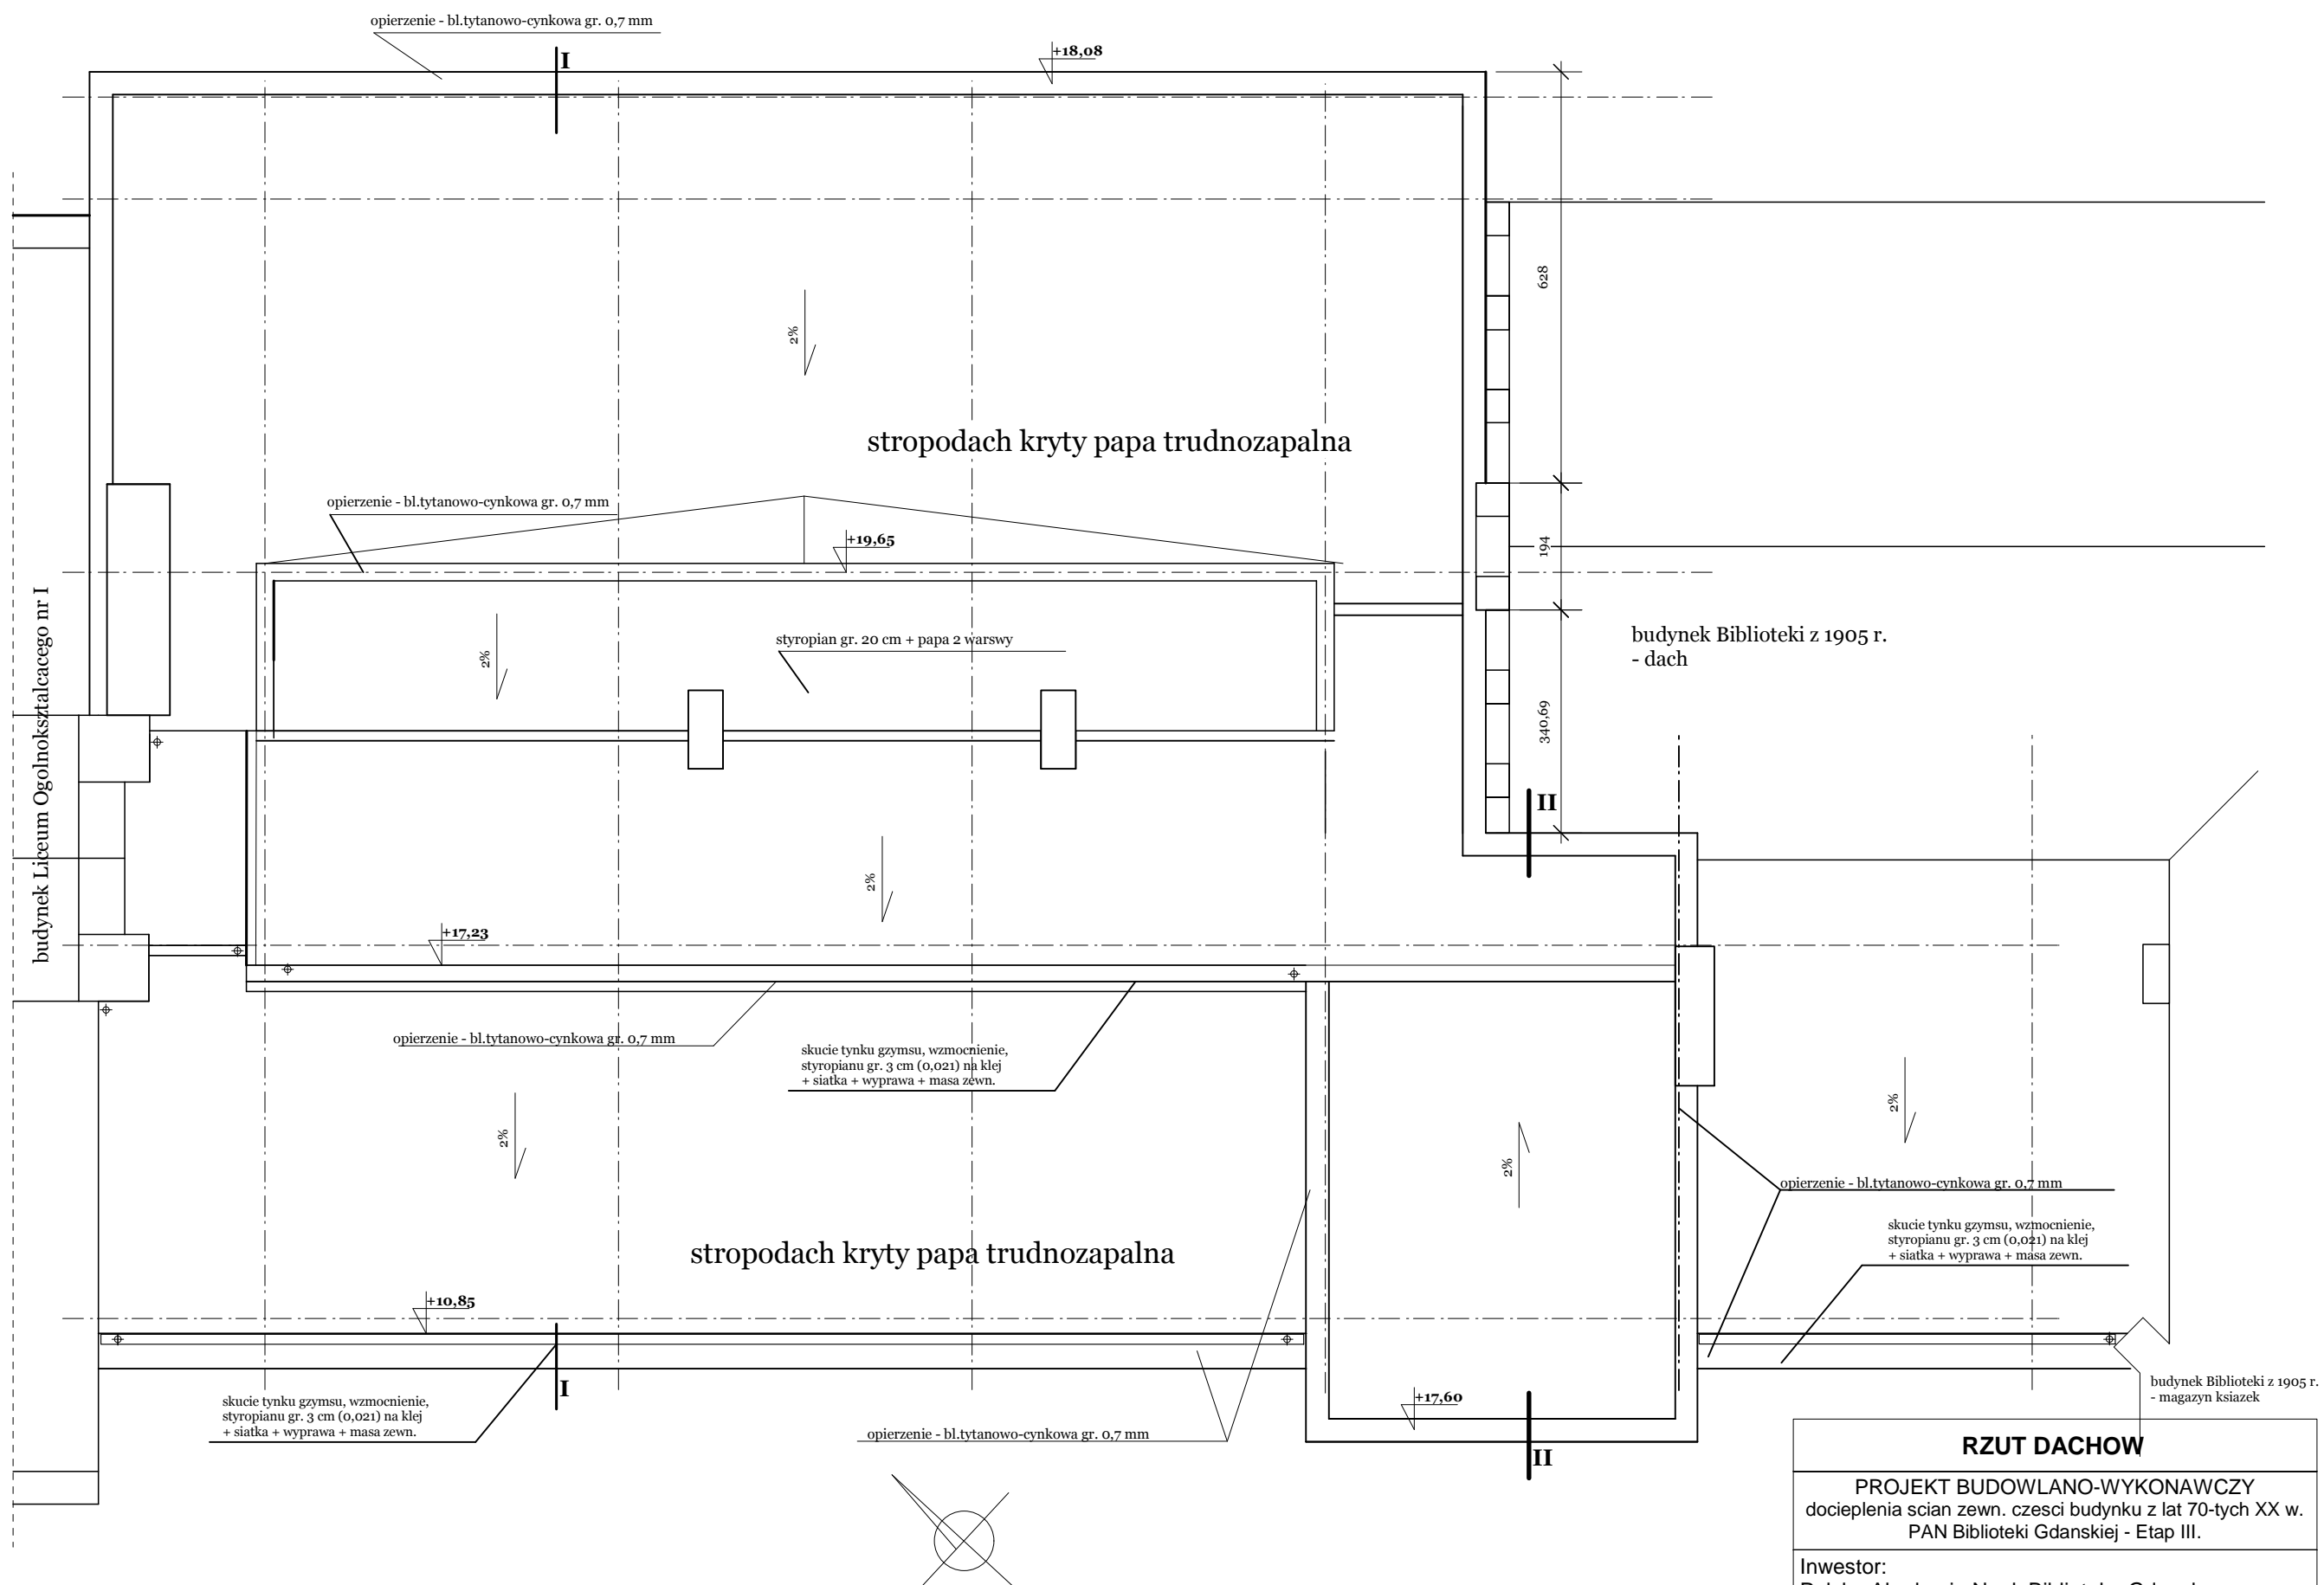 opierzenie - bl.tytanowo-cynkowa gr. 0,7 mm
I
+18,08
628
2%
stropodach kryty papa trudnozapalna
opierzenie - bl.tytanowo-cynkowa gr. 0,7 mm
+19,65
194
budynek Liceum Ogolnoksztalcacego nr I
styropian gr. 20 cm + papa 2 warswy
2%
budynek Biblioteki z 1905 r.
- dach
340,69
II
2%
+17,23
opierzenie - bl.tytanowo-cynkowa gr. 0,7 mm
skucie tynku gzymsu, wzmocnienie,
styropianu gr. 3 cm (0,021) na klej
+ siatka + wyprawa + masa zewn.
2%
2%
2%
opierzenie - bl.tytanowo-cynkowa gr. 0,7 mm
skucie tynku gzymsu, wzmocnienie,
styropianu gr. 3 cm (0,021) na klej
+ siatka + wyprawa + masa zewn.
stropodach kryty papa trudnozapalna
+10,85
I
skucie tynku gzymsu, wzmocnienie,
styropianu gr. 3 cm (0,021) na klej
+ siatka + wyprawa + masa zewn.
opierzenie - bl.tytanowo-cynkowa gr. 0,7 mm
+17,60
II
budynek Biblioteki z 1905 r.
- magazyn ksiazek
RZUT DACHOW
PROJEKT BUDOWLANO-WYKONAWCZY
docieplenia scian zewn. czesci budynku z lat 70-tych XX w.
PAN Biblioteki Gdanskiej - Etap III.
Inwestor: